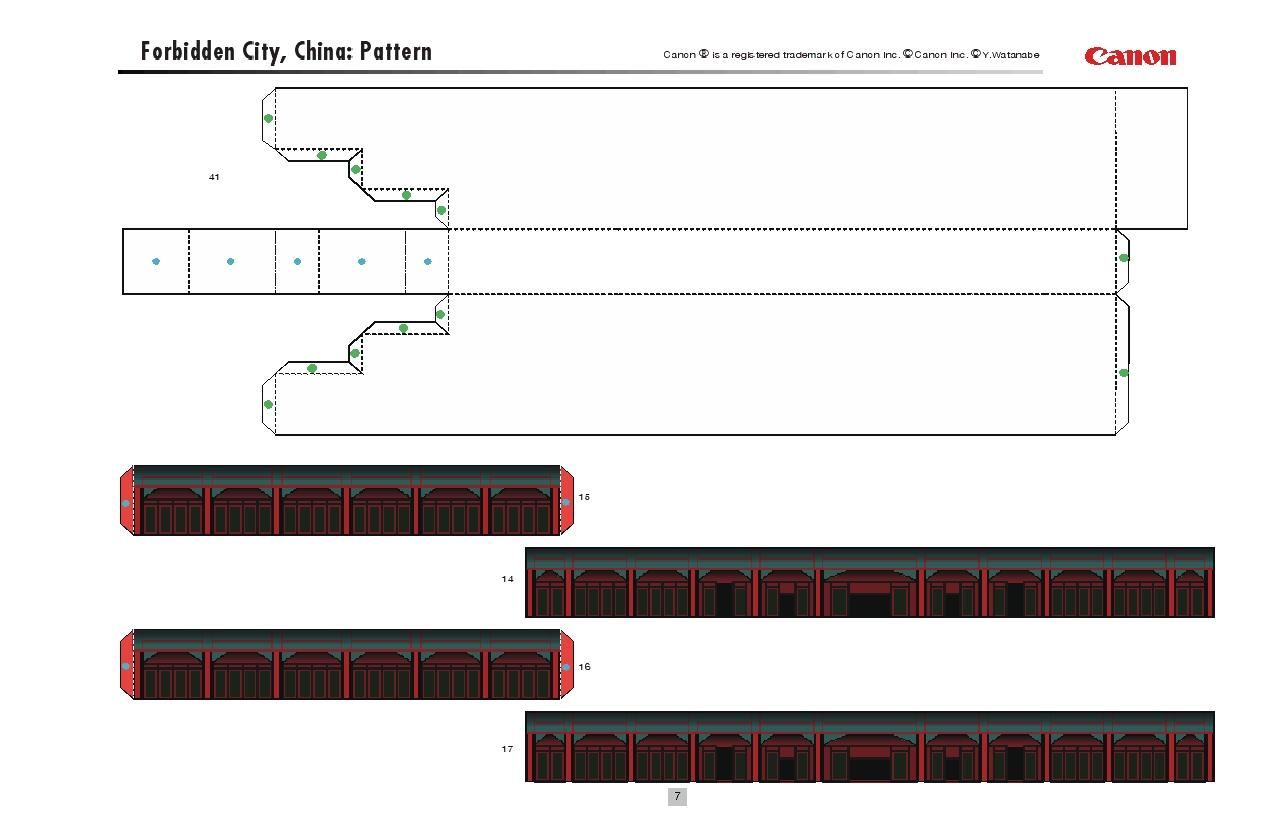 Forbidden City, China: Pattern
Canon ® is a registered trademark of Canon Inc. © Canon Inc. © Y.Watanabe
Canon
41
15
14
16
17
7